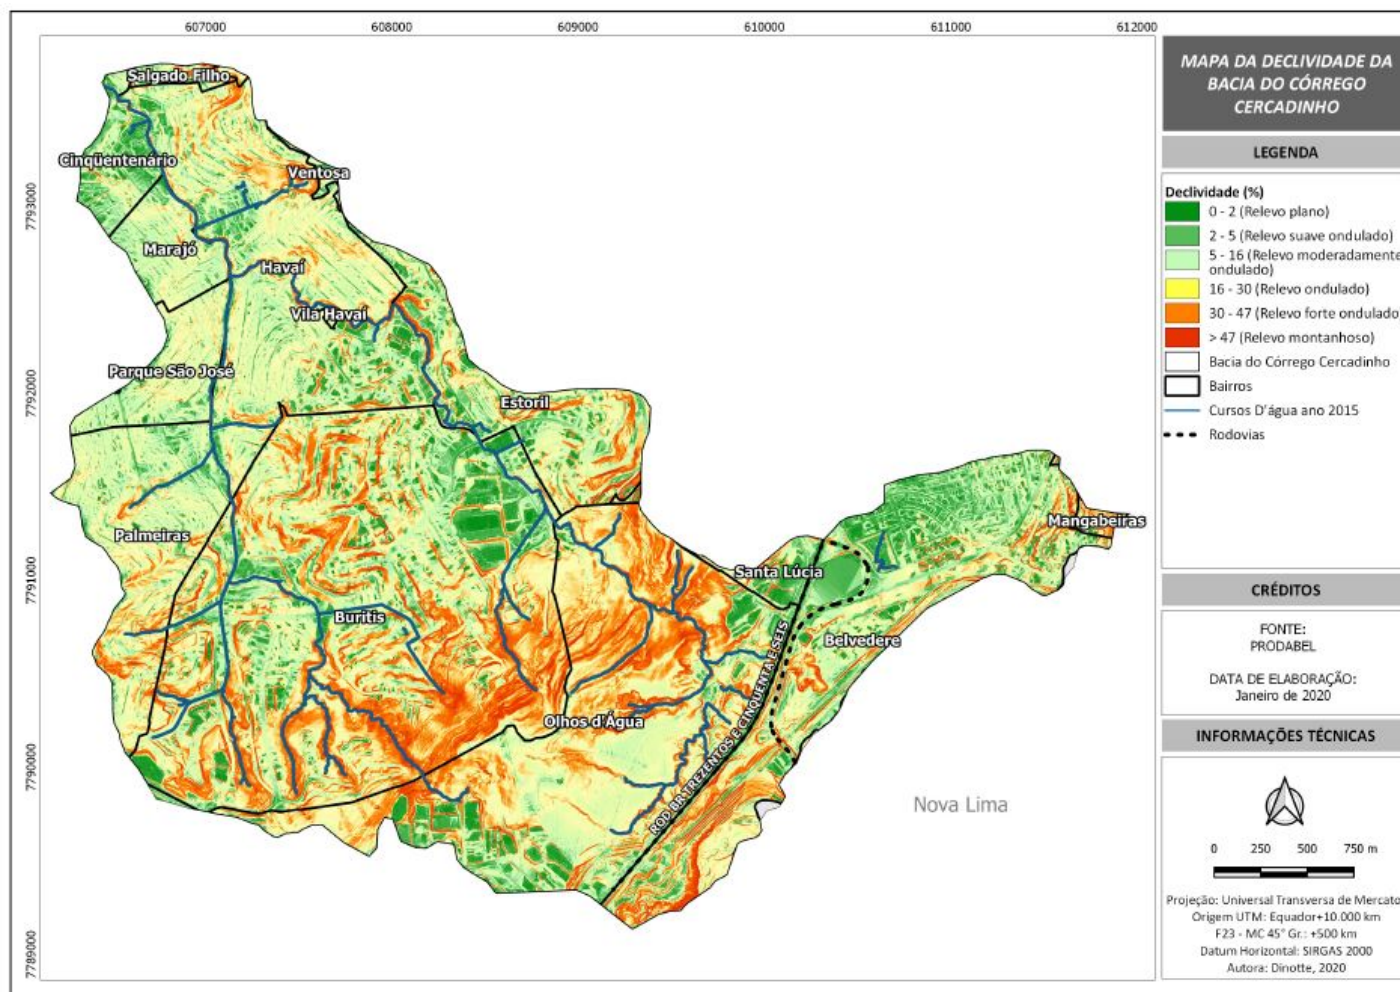 607000
608000
609000
610000
611000
612000
7793000
7792000
7791000
7790000
7789000
Salgado Filho
Cinqüentenário
Ventosa
Marajó
Havaí
Vila Havaí
Parque São José
Estoril
Palmeiras
Mangabeiras
Santa Lúcia
Buritis
Belvedere
Olhos d'Água
ROD BR TREZENTOS E CINQUENTA E SEIS
Nova Lima
MAPA DA DECLIVIDADE DA
BACIA DO CÓRREGO
CERCADINHO
LEGENDA
Declividade (%)
0 - 2 (Relevo plano)
2 - 5 (Relevo suave ondulado)
5 - 16 (Relevo moderadamente
ondulado)
16 - 30 (Relevo ondulado)
30 - 47 (Relevo forte ondulado
> 47 (Relevo montanhoso)
Bacia do Córrego Cercadinho
Bairros
Cursos D'água ano 2015
Rodovias
CRÉDITOS
FONTE:
PRODABEL
DATA DE ELABORAÇÃO:
Janeiro de 2020
INFORMAÇÕES TÉCNICAS
0 250 500 750 m
Projeção: Universal Transversa de Mercato
Origem UTM: Equador+10.000 km
F23 - MC 45° Gr.: +500 km
Datum Horizontal: SIRGAS 2000
Autora: Dinotte, 2020